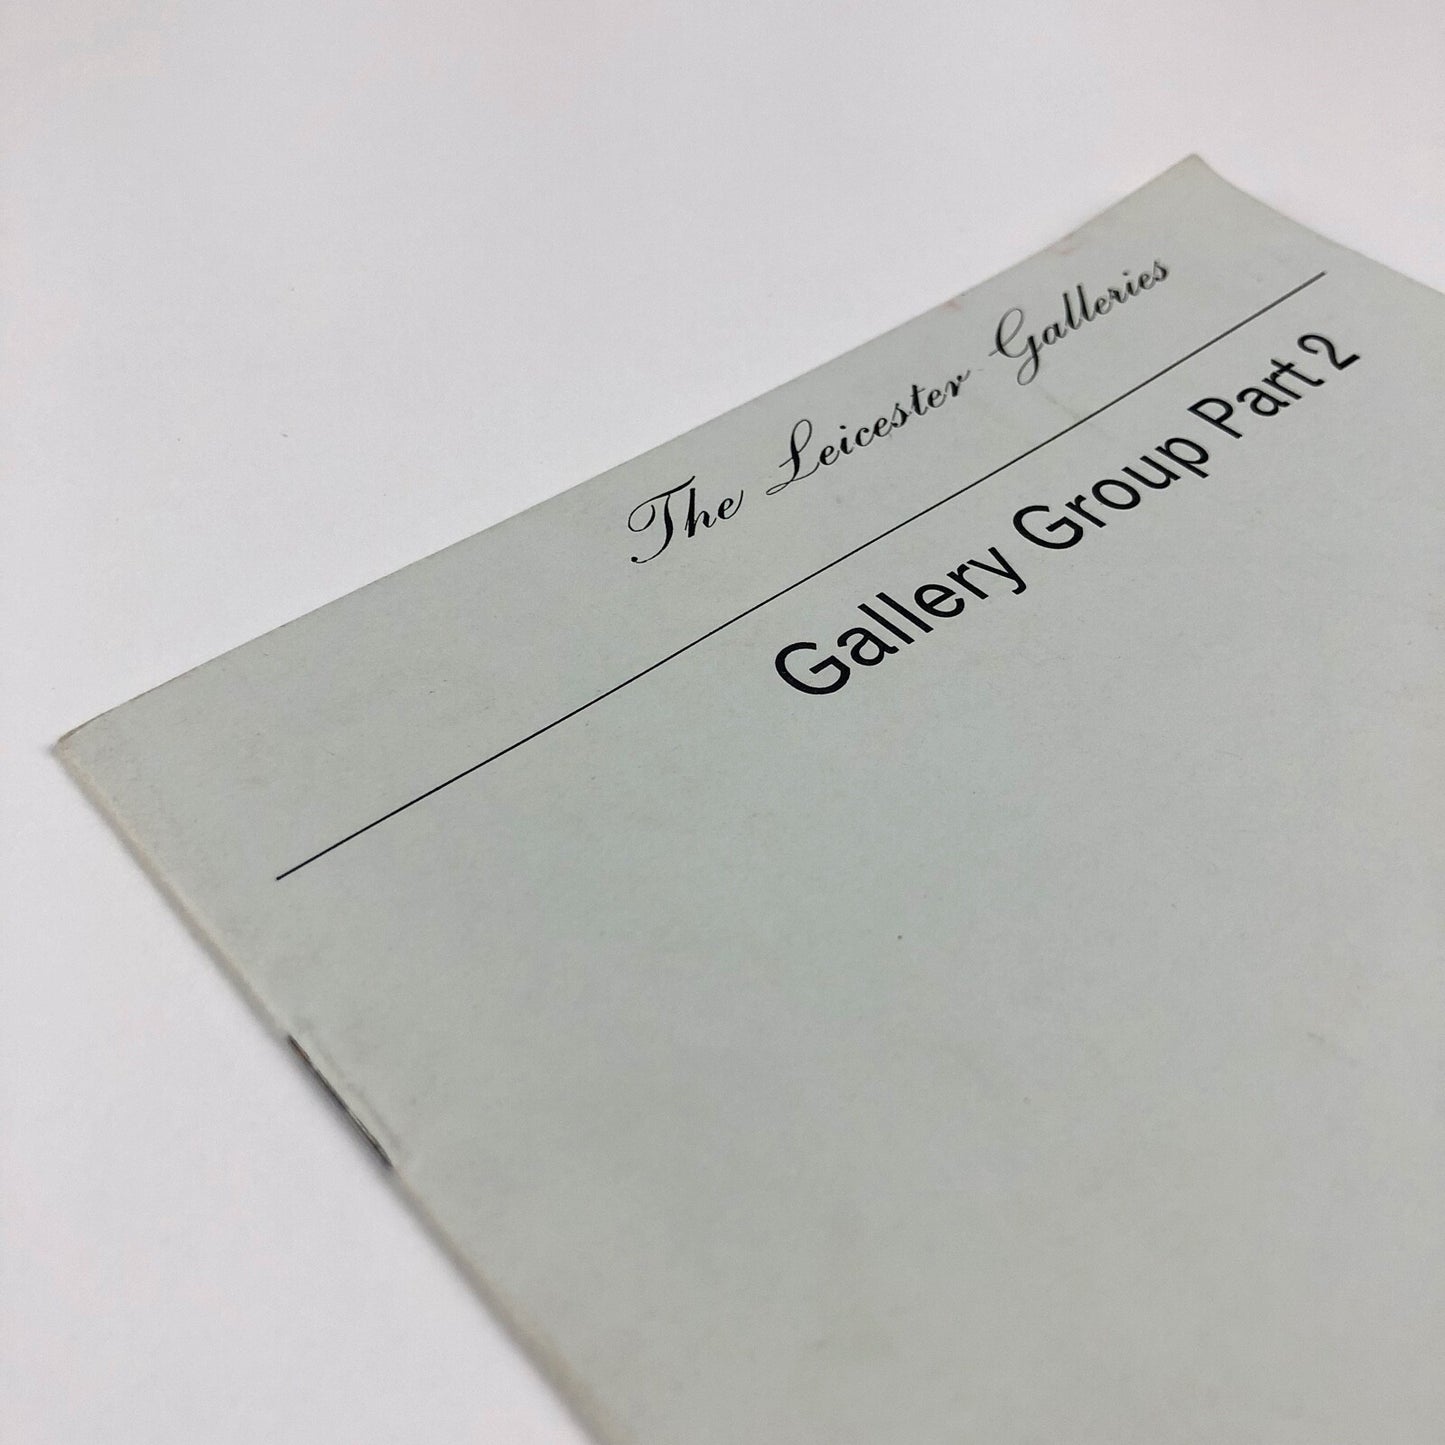 The Leicester Galleries
Gallery Group Part 2